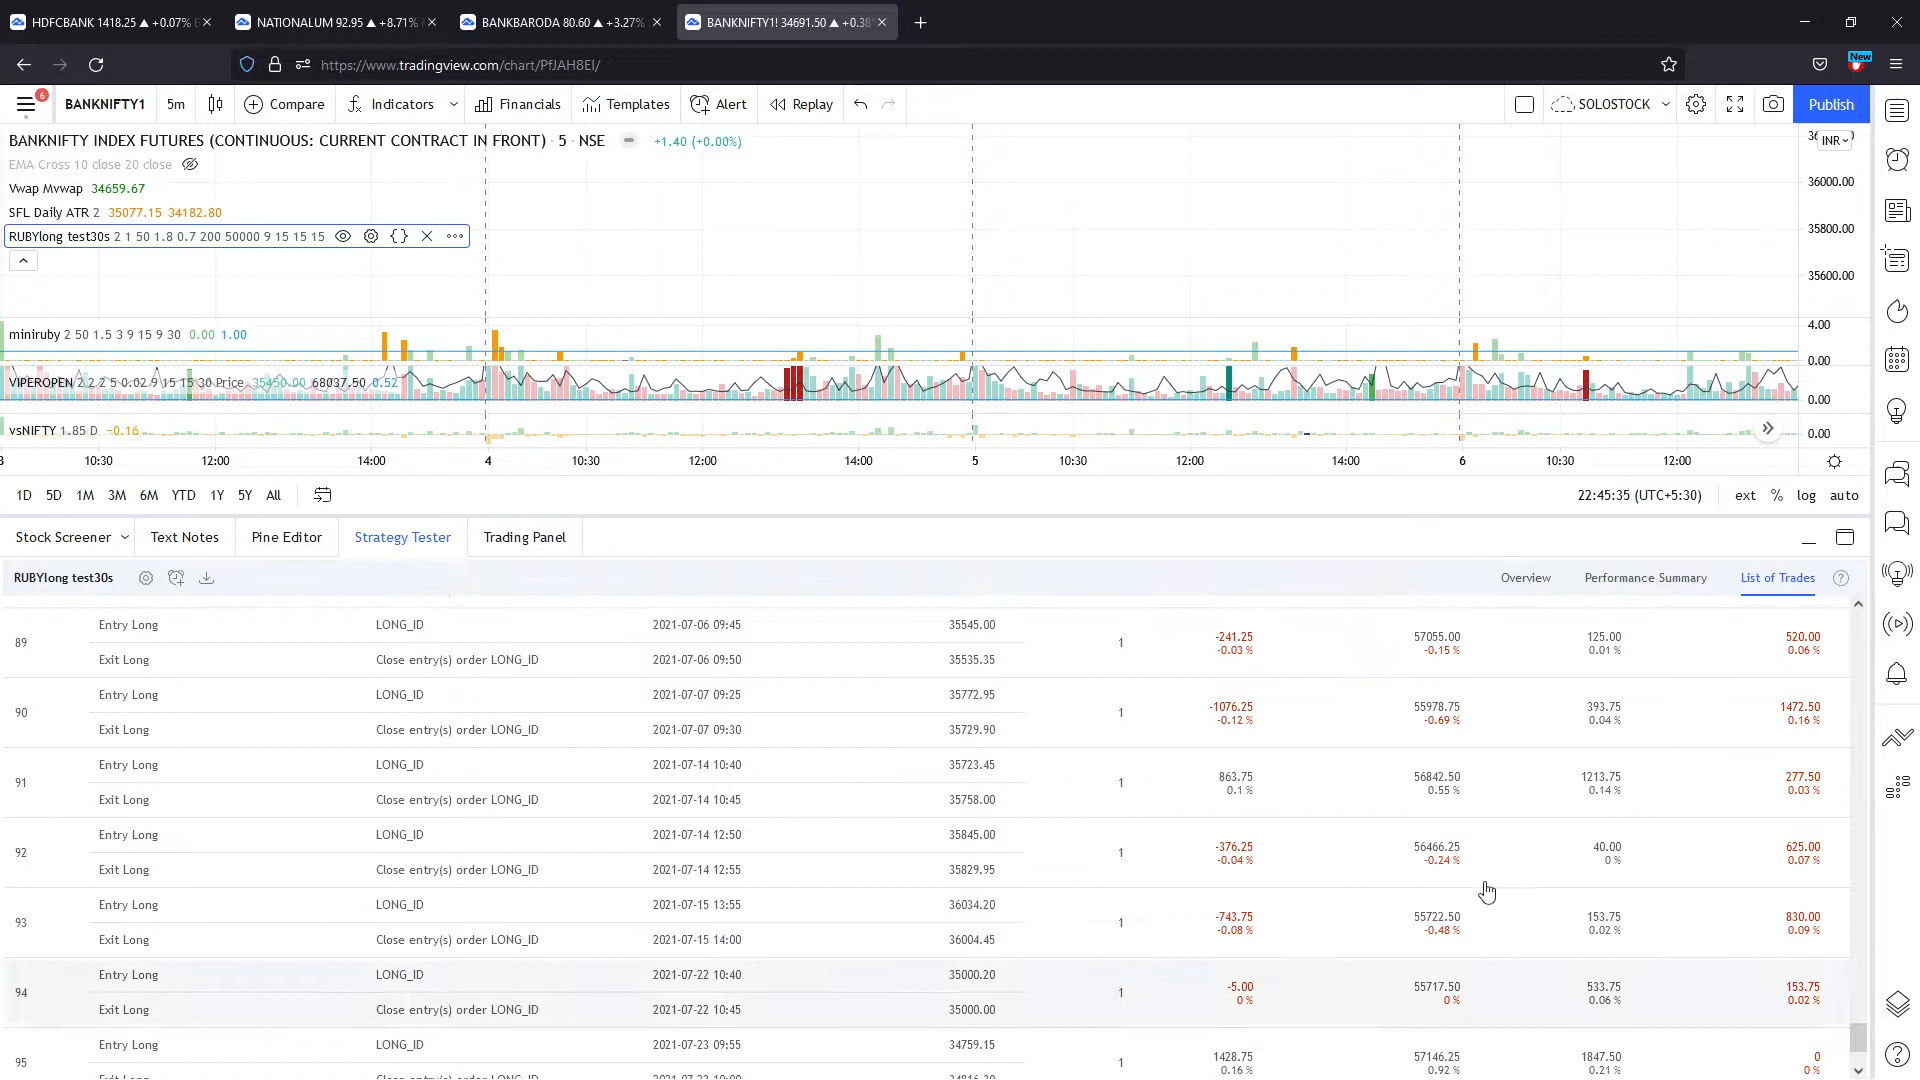 HDFCBANK 1418.25 ▲ +0.07%
NATIONALUM 92.95 ▲ +8.71%
BANKBARODA 80.60 ▲ +3.27%
BANKNIFTY1! 34691.50 ▲ +0.38
https://www.tradingview.com/chart/PfJAH8EI/
New
6
BANKNIFTY1 5m Compare Indicators Financials Templates Alert Replay SOLOSTOCK Publish
BANKNIFTY INDEX FUTURES (CONTINUOUS: CURRENT CONTRACT IN FRONT) · 5 · NSE +1.40 (+0.00%)
INR
EMA Cross 10 close 20 close
36000.00
Vwap Mvwap 34659.67
SFL Daily ATR 2 35077.15 34182.80
35800.00
RUBYlong test30s 2 1 50 1.8 0.7 200 50000 9 15 15 15
35600.00
miniruby 2 50 1.5 3 9 15 9 30 0.00 1.00
4.00
0.00
VIPEROPEN 2 2 2 5 0.02 9 15 15 30 Price 35450.00 68037.50 0.52
0.00
vsNIFTY 1.85 D −0.16
0.00
3 10:30 12:00 14:00 4 10:30 12:00 14:00 5 10:30 12:00 14:00 6 10:30 12:00
1D 5D 1M 3M 6M YTD 1Y 5Y All 22:45:35 (UTC+5:30) ext % log auto
Stock Screener Text Notes Pine Editor Strategy Tester Trading Panel
RUBYlong test30s Overview Performance Summary List of Trades
89 Entry Long LONG_ID 2021-07-06 09:45 35545.00 1 -241.25 57055.00 125.00 520.00
-0.03 % -0.15 % 0.01 % 0.06 %
Exit Long Close entry(s) order LONG_ID 2021-07-06 09:50 35535.35
90 Entry Long LONG_ID 2021-07-07 09:25 35772.95 1 -1076.25 55978.75 393.75 1472.50
-0.12 % -0.69 % 0.04 % 0.16 %
Exit Long Close entry(s) order LONG_ID 2021-07-07 09:30 35729.90
91 Entry Long LONG_ID 2021-07-14 10:40 35723.45 1 863.75 56842.50 1213.75 277.50
0.1 % 0.55 % 0.14 % 0.03 %
Exit Long Close entry(s) order LONG_ID 2021-07-14 10:45 35758.00
92 Entry Long LONG_ID 2021-07-14 12:50 35845.00 1 -376.25 56466.25 40.00 625.00
-0.04 % -0.24 % 0 % 0.07 %
Exit Long Close entry(s) order LONG_ID 2021-07-14 12:55 35829.95
93 Entry Long LONG_ID 2021-07-15 13:55 36034.20 1 -743.75 55722.50 153.75 830.00
-0.08 % -0.48 % 0.02 % 0.09 %
Exit Long Close entry(s) order LONG_ID 2021-07-15 14:00 36004.45
94 Entry Long LONG_ID 2021-07-22 10:40 35000.20 1 -5.00 55717.50 533.75 153.75
0 % 0 % 0.06 % 0.02 %
Exit Long Close entry(s) order LONG_ID 2021-07-22 10:45 35000.00
95 Entry Long LONG_ID 2021-07-23 09:55 34759.15 1 1428.75 57146.25 1847.50 0
0.16 % 0.92 % 0.21 % 0 %